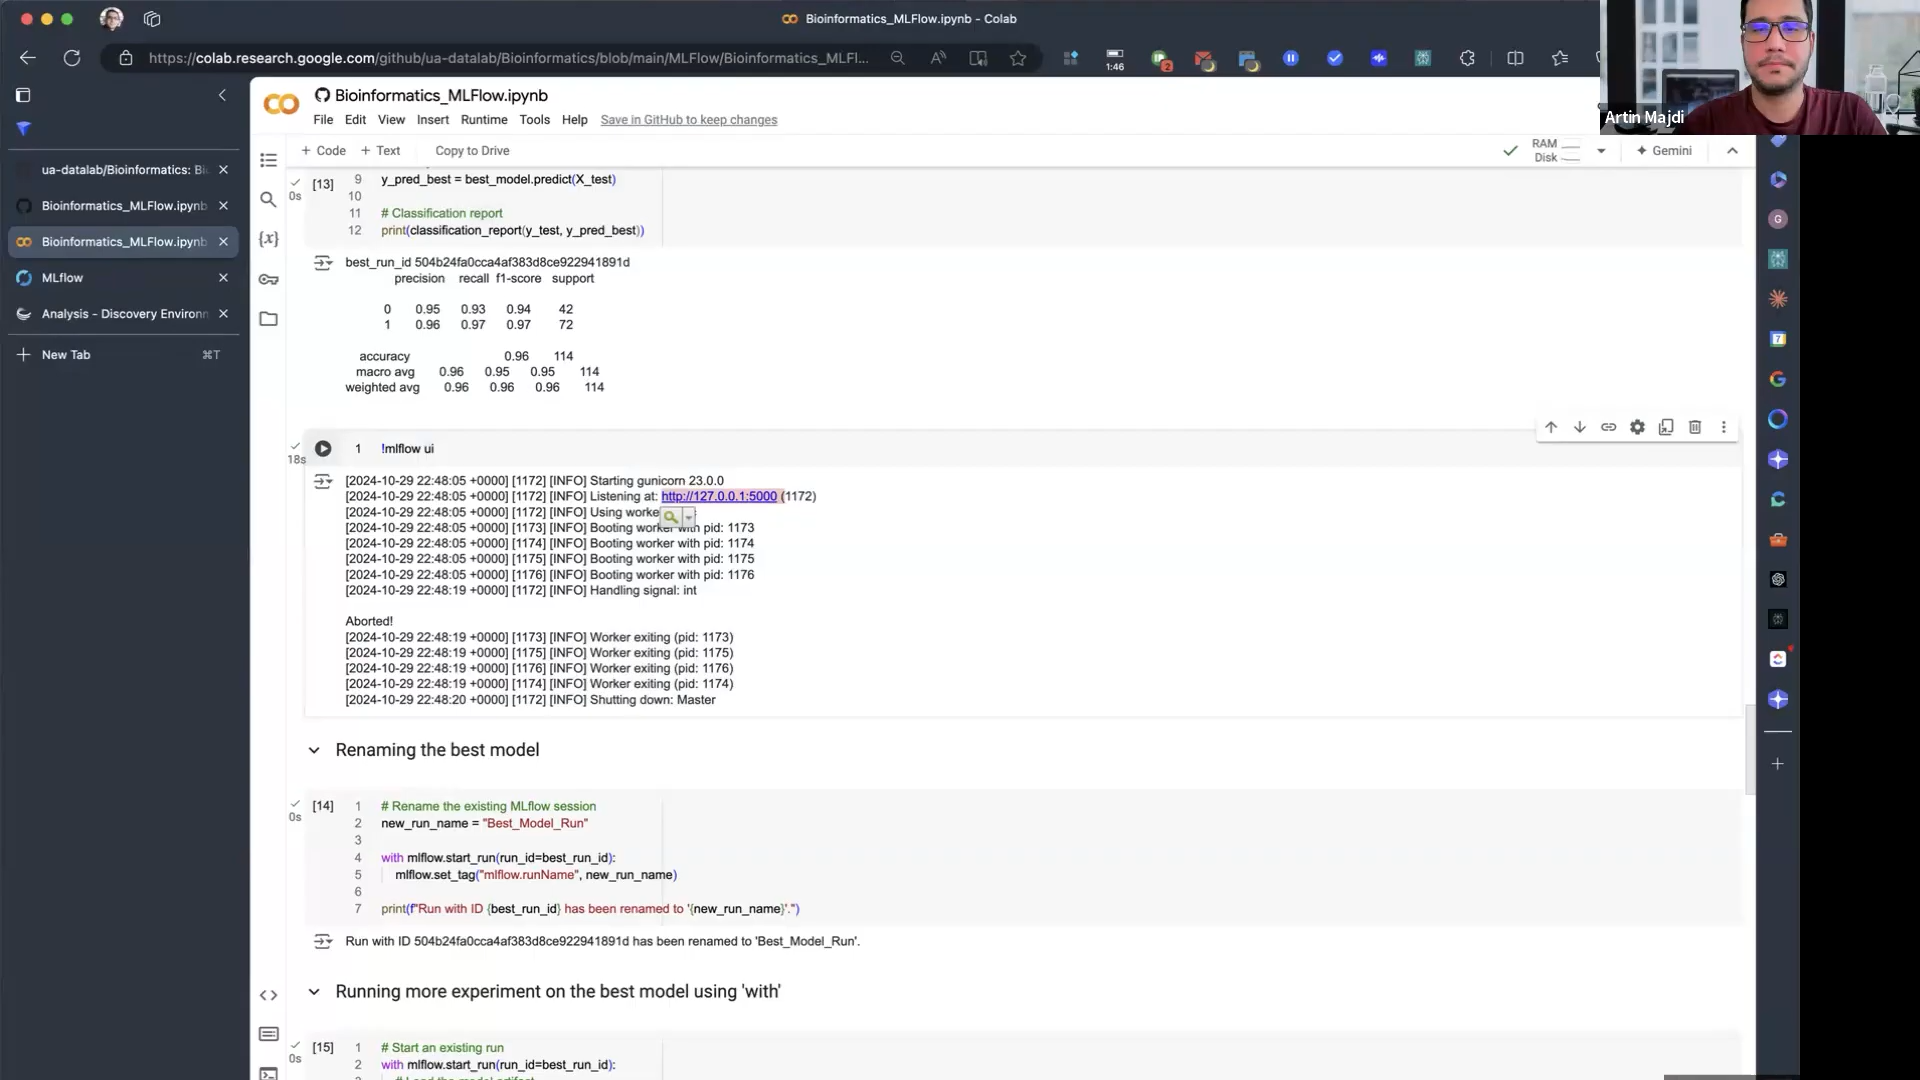 Bioinformatics_MLFlow.ipynb - Colab
https://colab.research.google.com/github/ua-datalab/Bioinformatics/blob/main/MLFlow/Bioinformatics_MLFl...
1:46
2
Artin Majdi
Bioinformatics_MLFlow.ipynb
File Edit View Insert Runtime Tools Help Save in GitHub to keep changes
+ Code + Text Copy to Drive
RAM
Disk
Gemini
ua-datalab/Bioinformatics: Bi
Bioinformatics_MLFlow.ipynb
Bioinformatics_MLFlow.ipynb
MLflow
Analysis - Discovery Environ
New Tab ⌘T
[13] 0s
9 y_pred_best = best_model.predict(X_test)
10
11 # Classification report
12 print(classification_report(y_test, y_pred_best))
best_run_id 504b24fa0cca4af383d8ce922941891d
precision recall f1-score support
0 0.95 0.93 0.94 42
1 0.96 0.97 0.97 72
accuracy 0.96 114
macro avg 0.96 0.95 0.95 114
weighted avg 0.96 0.96 0.96 114
18s
1 !mlflow ui
[2024-10-29 22:48:05 +0000] [1172] [INFO] Starting gunicorn 23.0.0
[2024-10-29 22:48:05 +0000] [1172] [INFO] Listening at: http://127.0.0.1:5000 (1172)
[2024-10-29 22:48:05 +0000] [1172] [INFO] Using worke
[2024-10-29 22:48:05 +0000] [1173] [INFO] Booting worker with pid: 1173
[2024-10-29 22:48:05 +0000] [1174] [INFO] Booting worker with pid: 1174
[2024-10-29 22:48:05 +0000] [1175] [INFO] Booting worker with pid: 1175
[2024-10-29 22:48:05 +0000] [1176] [INFO] Booting worker with pid: 1176
[2024-10-29 22:48:19 +0000] [1172] [INFO] Handling signal: int
Aborted!
[2024-10-29 22:48:19 +0000] [1173] [INFO] Worker exiting (pid: 1173)
[2024-10-29 22:48:19 +0000] [1175] [INFO] Worker exiting (pid: 1175)
[2024-10-29 22:48:19 +0000] [1176] [INFO] Worker exiting (pid: 1176)
[2024-10-29 22:48:19 +0000] [1174] [INFO] Worker exiting (pid: 1174)
[2024-10-29 22:48:20 +0000] [1172] [INFO] Shutting down: Master
Renaming the best model
[14] 0s
1 # Rename the existing MLflow session
2 new_run_name = "Best_Model_Run"
3
4 with mlflow.start_run(run_id=best_run_id):
5 mlflow.set_tag("mlflow.runName", new_run_name)
6
7 print(f"Run with ID {best_run_id} has been renamed to '{new_run_name}'.")
Run with ID 504b24fa0cca4af383d8ce922941891d has been renamed to 'Best_Model_Run'.
Running more experiment on the best model using 'with'
[15] 0s
1 # Start an existing run
2 with mlflow.start_run(run_id=best_run_id):